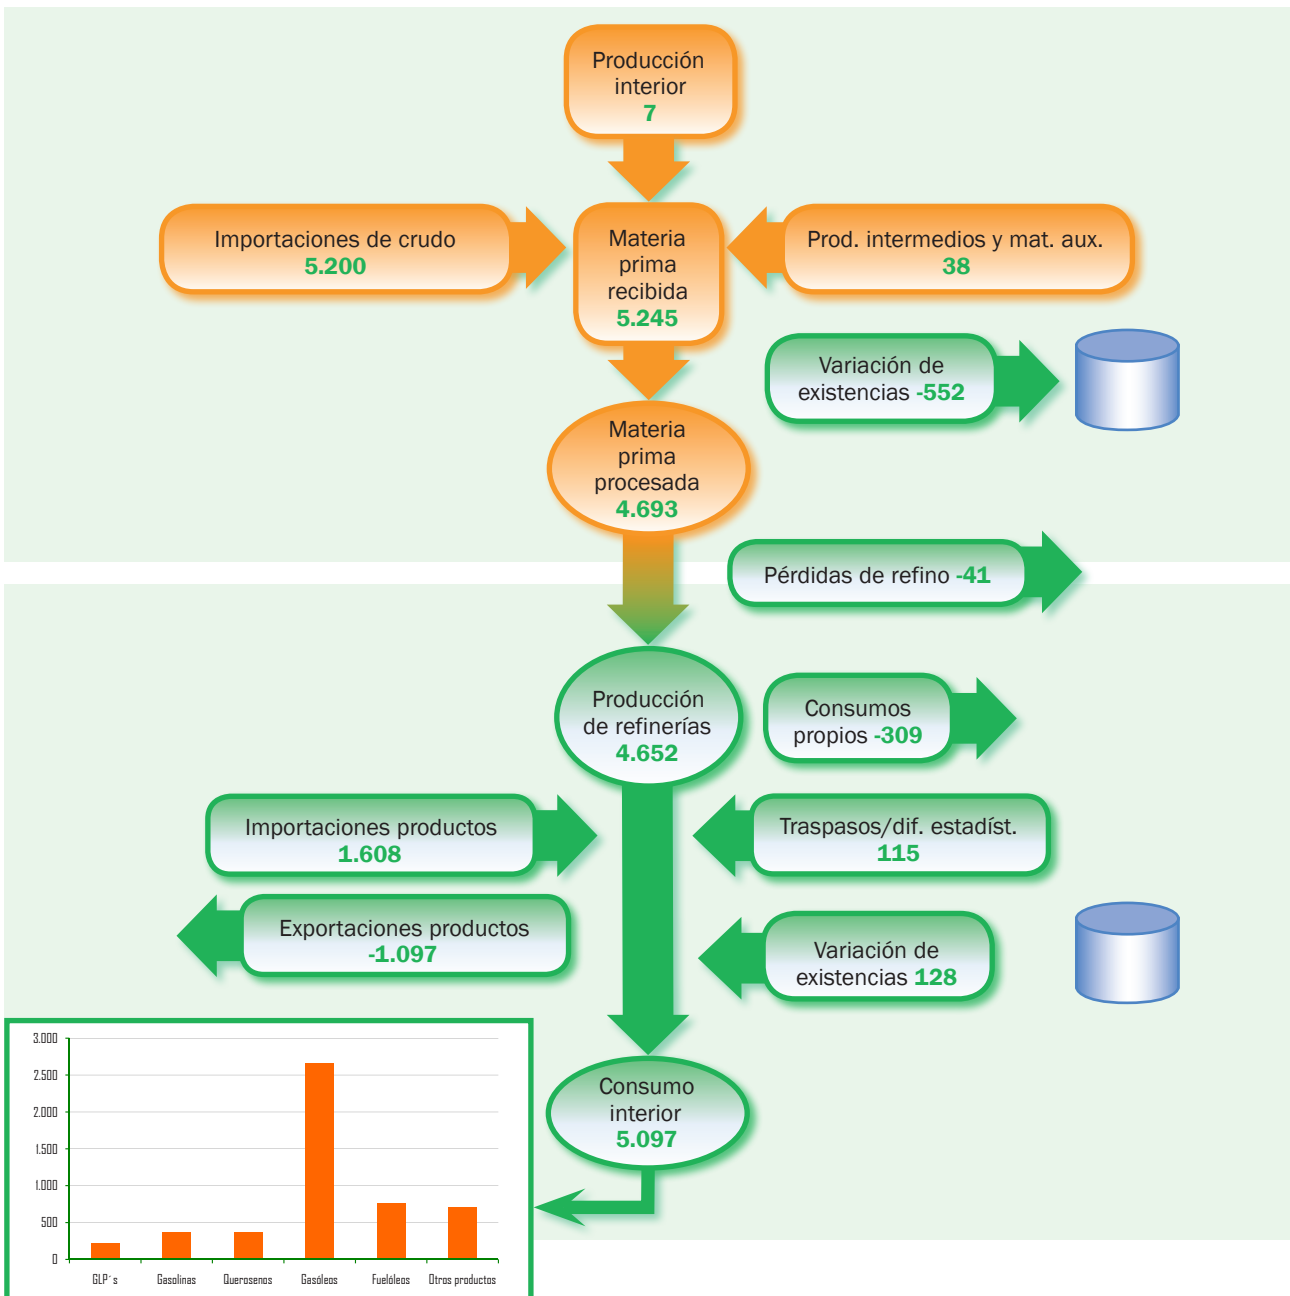 Producción
interior
7
Importaciones de crudo
5.200
Materia
prima
recibida
5.245
Prod. intermedios y mat. aux.
38
Variación de
existencias -552
Materia
prima
procesada
4.693
Pérdidas de refino -41
Producción
de refinerías
4.652
Consumos
propios -309
Importaciones productos
1.608
Traspasos/dif. estadíst.
115
Exportaciones productos
-1.097
Variación de
existencias 128
Consumo
interior
5.097
3.000
2.500
2.000
1.500
1.000
500
0
GLP´s
Gasolinas
Querosenos
Gasóleos
Fuelóleos
Otros productos